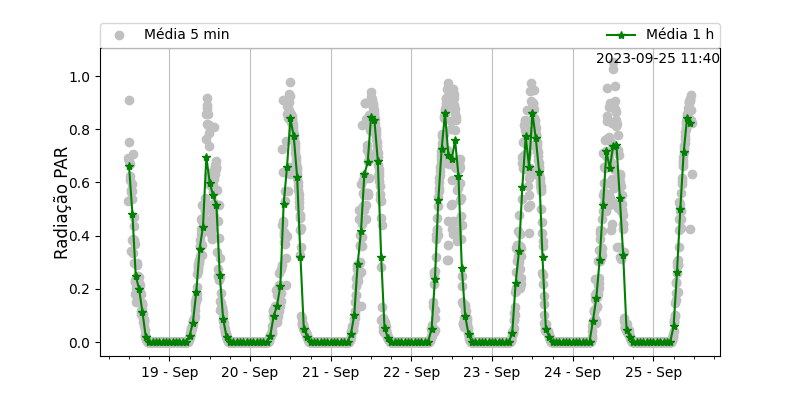 Média 5 min
Média 1 h
2023-09-25 11:40
Radiação PAR
1.0
0.8
0.6
0.4
0.2
0.0
19 - Sep
20 - Sep
21 - Sep
22 - Sep
23 - Sep
24 - Sep
25 - Sep